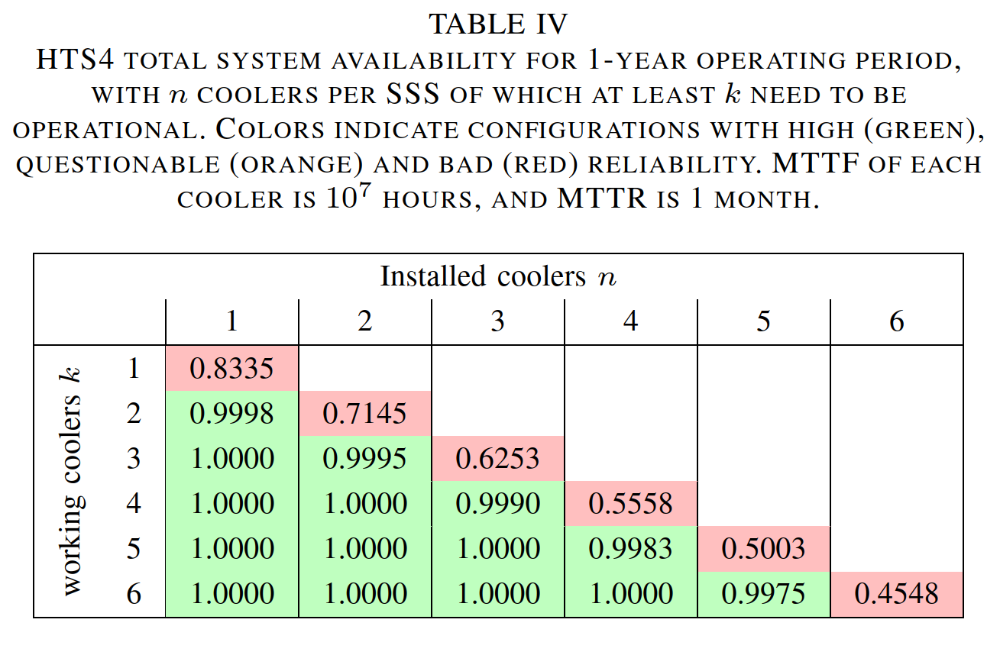 TABLE IV
HTS4 TOTAL SYSTEM AVAILABILITY FOR 1-YEAR OPERATING PERIOD,
WITH n COOLERS PER SSS OF WHICH AT LEAST k NEED TO BE
OPERATIONAL. COLORS INDICATE CONFIGURATIONS WITH HIGH (GREEN),
QUESTIONABLE (ORANGE) AND BAD (RED) RELIABILITY. MTTF OF EACH
COOLER IS 10⁷ HOURS, AND MTTR IS 1 MONTH.
Installed coolers n
1 2 3 4 5 6
working coolers k
1 0.8335
2 0.9998 0.7145
3 1.0000 0.9995 0.6253
4 1.0000 1.0000 0.9990 0.5558
5 1.0000 1.0000 1.0000 0.9983 0.5003
6 1.0000 1.0000 1.0000 1.0000 0.9975 0.4548